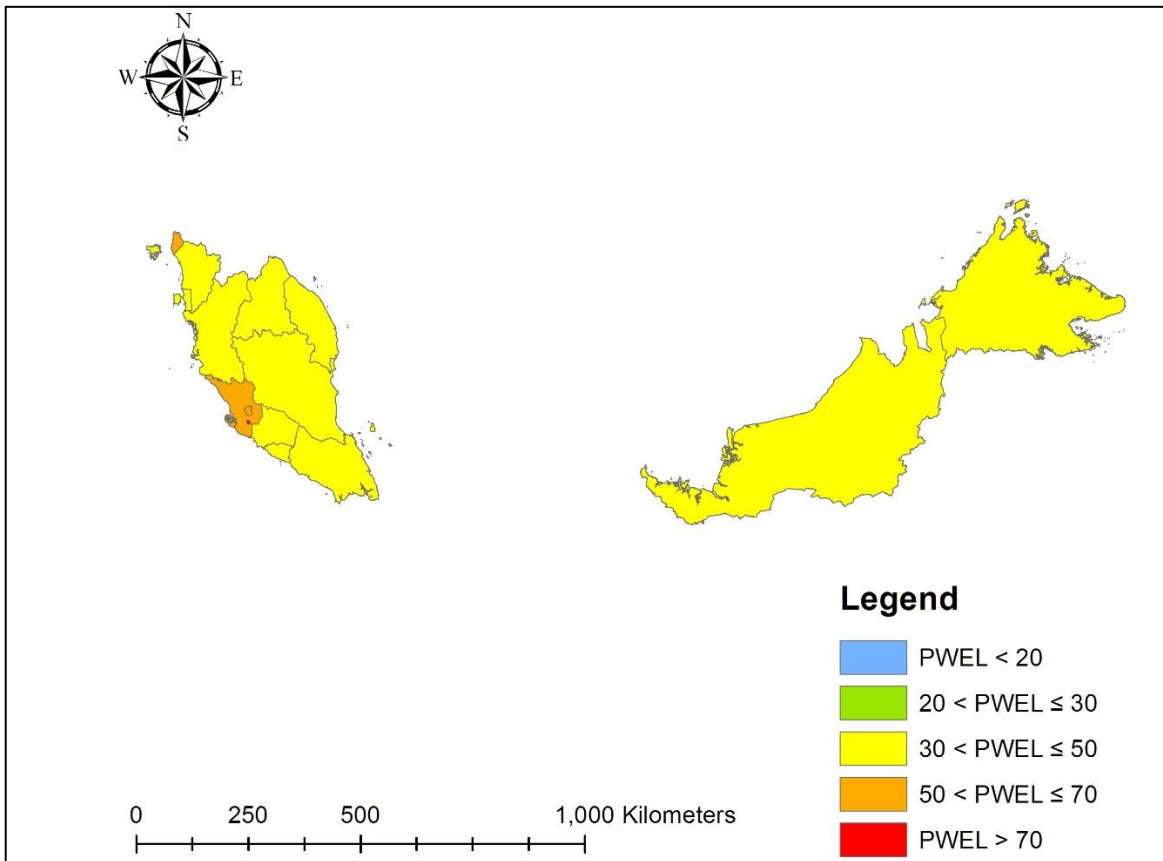 N
W E
S
Legend
PWEL < 20
20 < PWEL ≤ 30
30 < PWEL ≤ 50
50 < PWEL ≤ 70
PWEL > 70
0 250 500 1,000 Kilometers